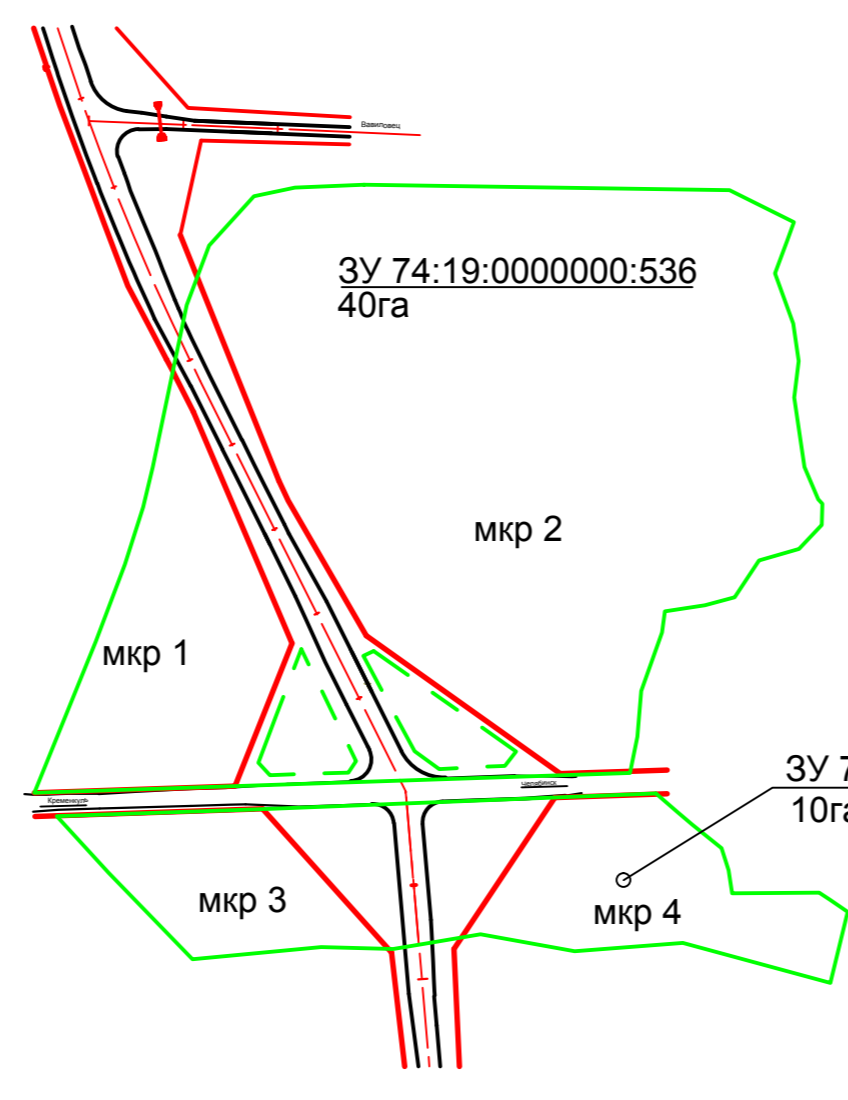 Вавиловец
ЗУ 74:19:0000000:536
40га
мкр 2
мкр 1
ЗУ 7
Челябинск
10га
Кременкуль
мкр 3
мкр 4